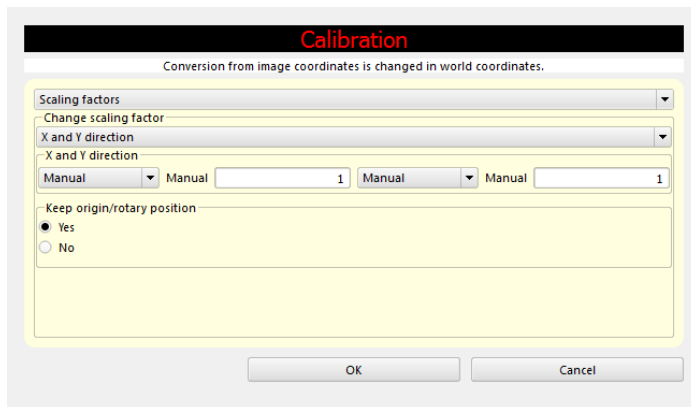 Calibration
Conversion from image coordinates is changed in world coordinates.
Scaling factors
Change scaling factor
X and Y direction
X and Y direction
Manual Manual 1 Manual Manual 1
Keep origin/rotary position
Yes
No
OK Cancel